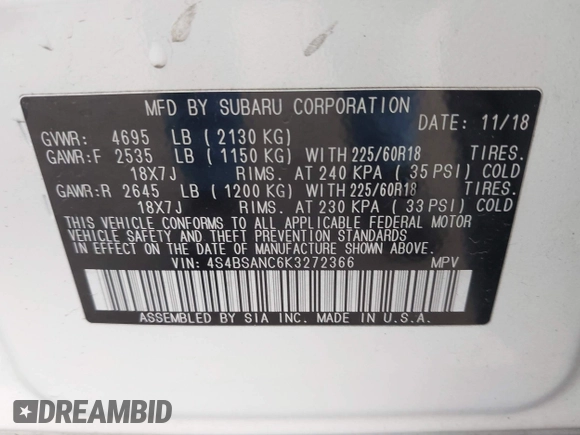 MFD BY SUBARU CORPORATION
DATE: 11/18
GVWR: 4695 LB ( 2130 KG)
GAWR:F 2535 LB ( 1150 KG) WITH 225/60R18 TIRES.
18X7J RIMS. AT 240 KPA ( 35 PSI) COLD
GAWR:R 2645 LB ( 1200 KG) WITH 225/60R18 TIRES.
18X7J RIMS. AT 230 KPA ( 33 PSI) COLD
THIS VEHICLE CONFORMS TO ALL APPLICABLE FEDERAL MOTOR
VEHICLE SAFETY AND THEFT PREVENTION STANDARDS
IN EFFECT ON THE DATE OF MANUFACTURE SHOWN ABOVE.
VIN: 4S4BSANC6K3272366 MPV
ASSEMBLED BY SIA INC. MADE IN U.S.A.
DREAMBID